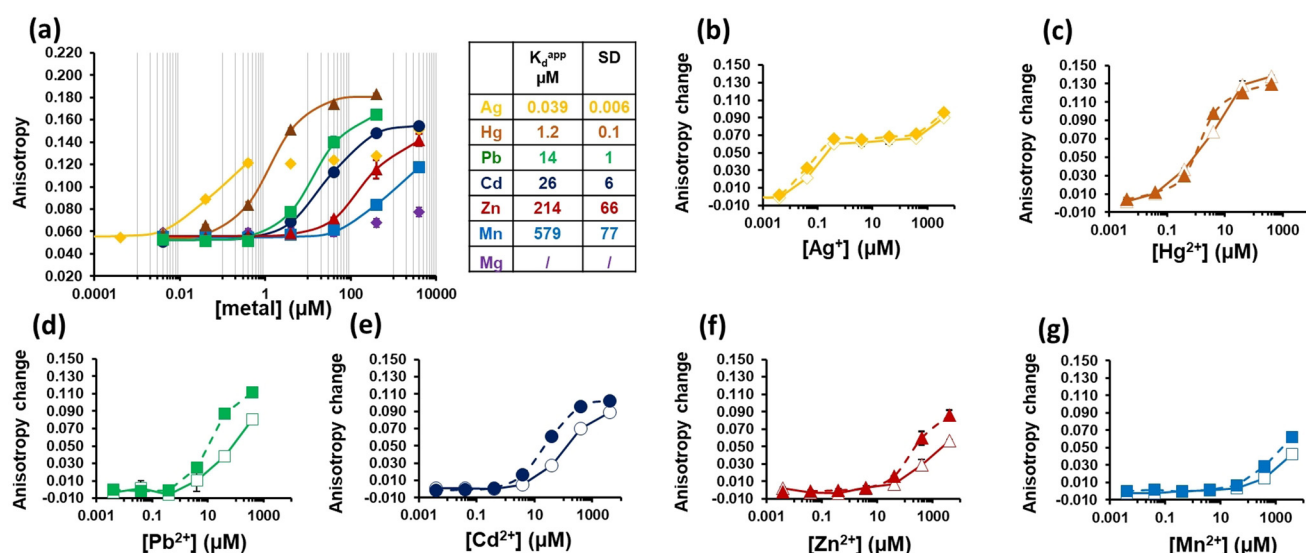 (a)
0.220
0.200
0.180
0.160
0.140
0.120
0.100
0.080
0.060
0.040
0.020
Anisotropy
0.0001 0.01 1 100 10000
[metal] (µM)
K_d^app µM SD
Ag 0.039 0.006
Hg 1.2 0.1
Pb 14 1
Cd 26 6
Zn 214 66
Mn 579 77
Mg / /
(b)
Anisotropy change
0.150
0.130
0.110
0.090
0.070
0.050
0.030
0.010
-0.010
0.001 0.1 10 1000
[Ag⁺] (µM)
(c)
Anisotropy change
0.150
0.130
0.110
0.090
0.070
0.050
0.030
0.010
-0.010
0.001 0.1 10 1000
[Hg²⁺] (µM)
(d)
Anisotropy change
0.150
0.130
0.110
0.090
0.070
0.050
0.030
0.010
-0.010
0.001 0.1 10 1000
[Pb²⁺] (µM)
(e)
Anisotropy change
0.150
0.130
0.110
0.090
0.070
0.050
0.030
0.010
-0.010
0.001 0.1 10 1000
[Cd²⁺] (µM)
(f)
Anisotropy change
0.150
0.130
0.110
0.090
0.070
0.050
0.030
0.010
-0.010
0.001 0.1 10 1000
[Zn²⁺] (µM)
(g)
Anisotropy change
0.150
0.130
0.110
0.090
0.070
0.050
0.030
0.010
-0.010
0.001 0.1 10 1000
[Mn²⁺] (µM)